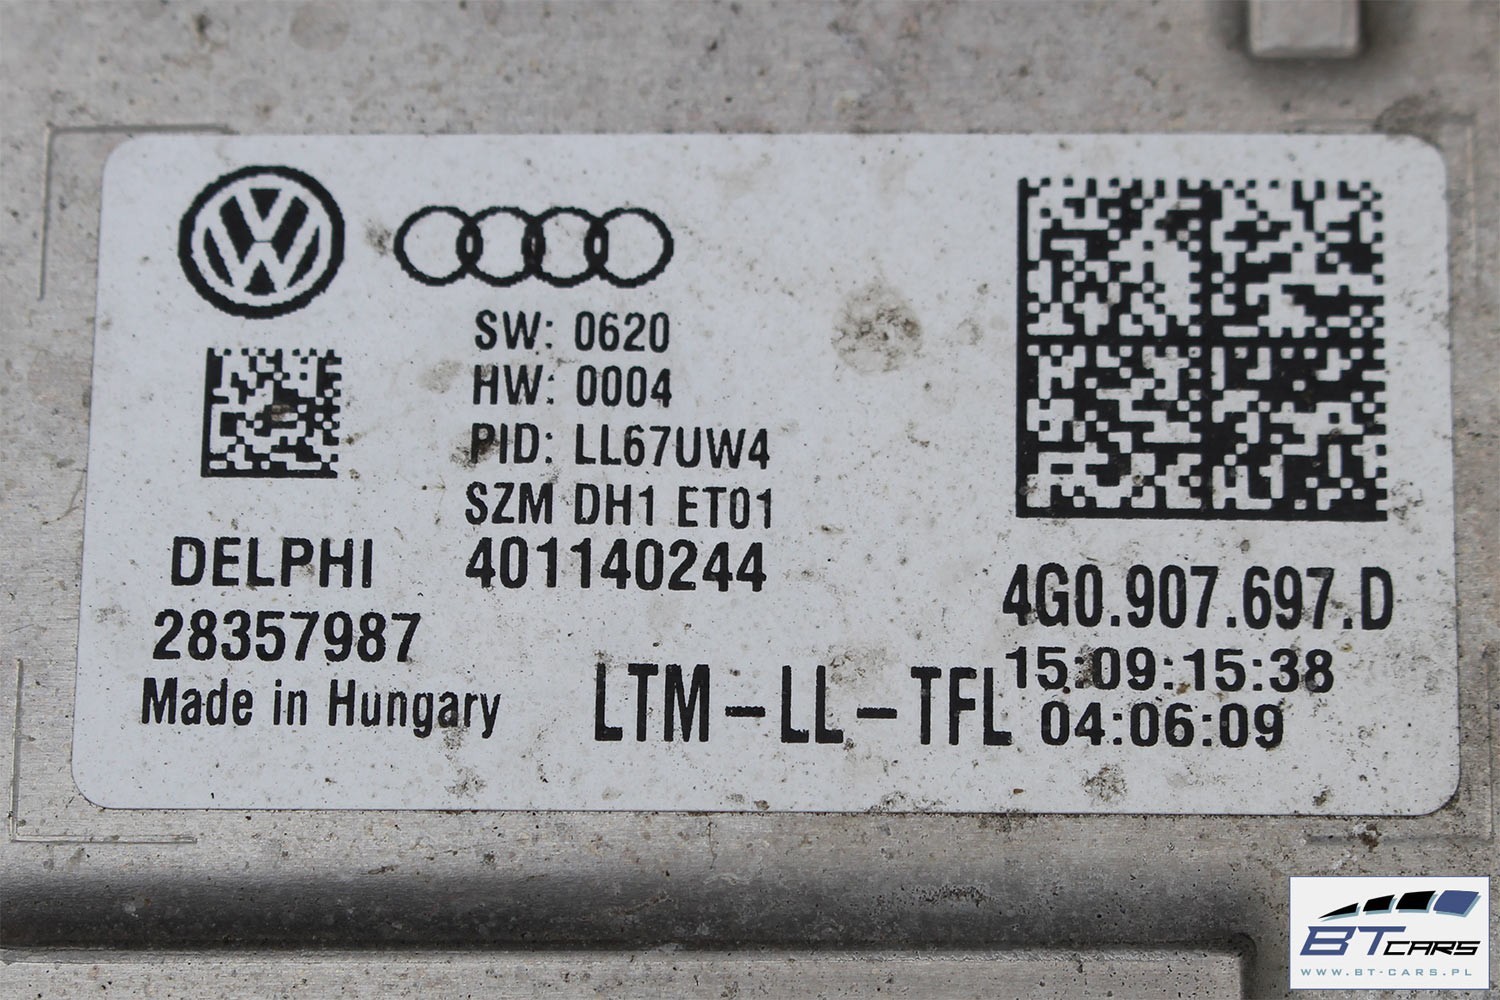 SW: 0620
HW: 0004
PID: LL67UW4
SZM DH1 ET01
DELPHI 401140244
28357987
Made in Hungary
LTM-LL-TFL
4G0.907.697.D
15:09:15:38
04:06:09
BT CARS
WWW.BT-CARS.PL